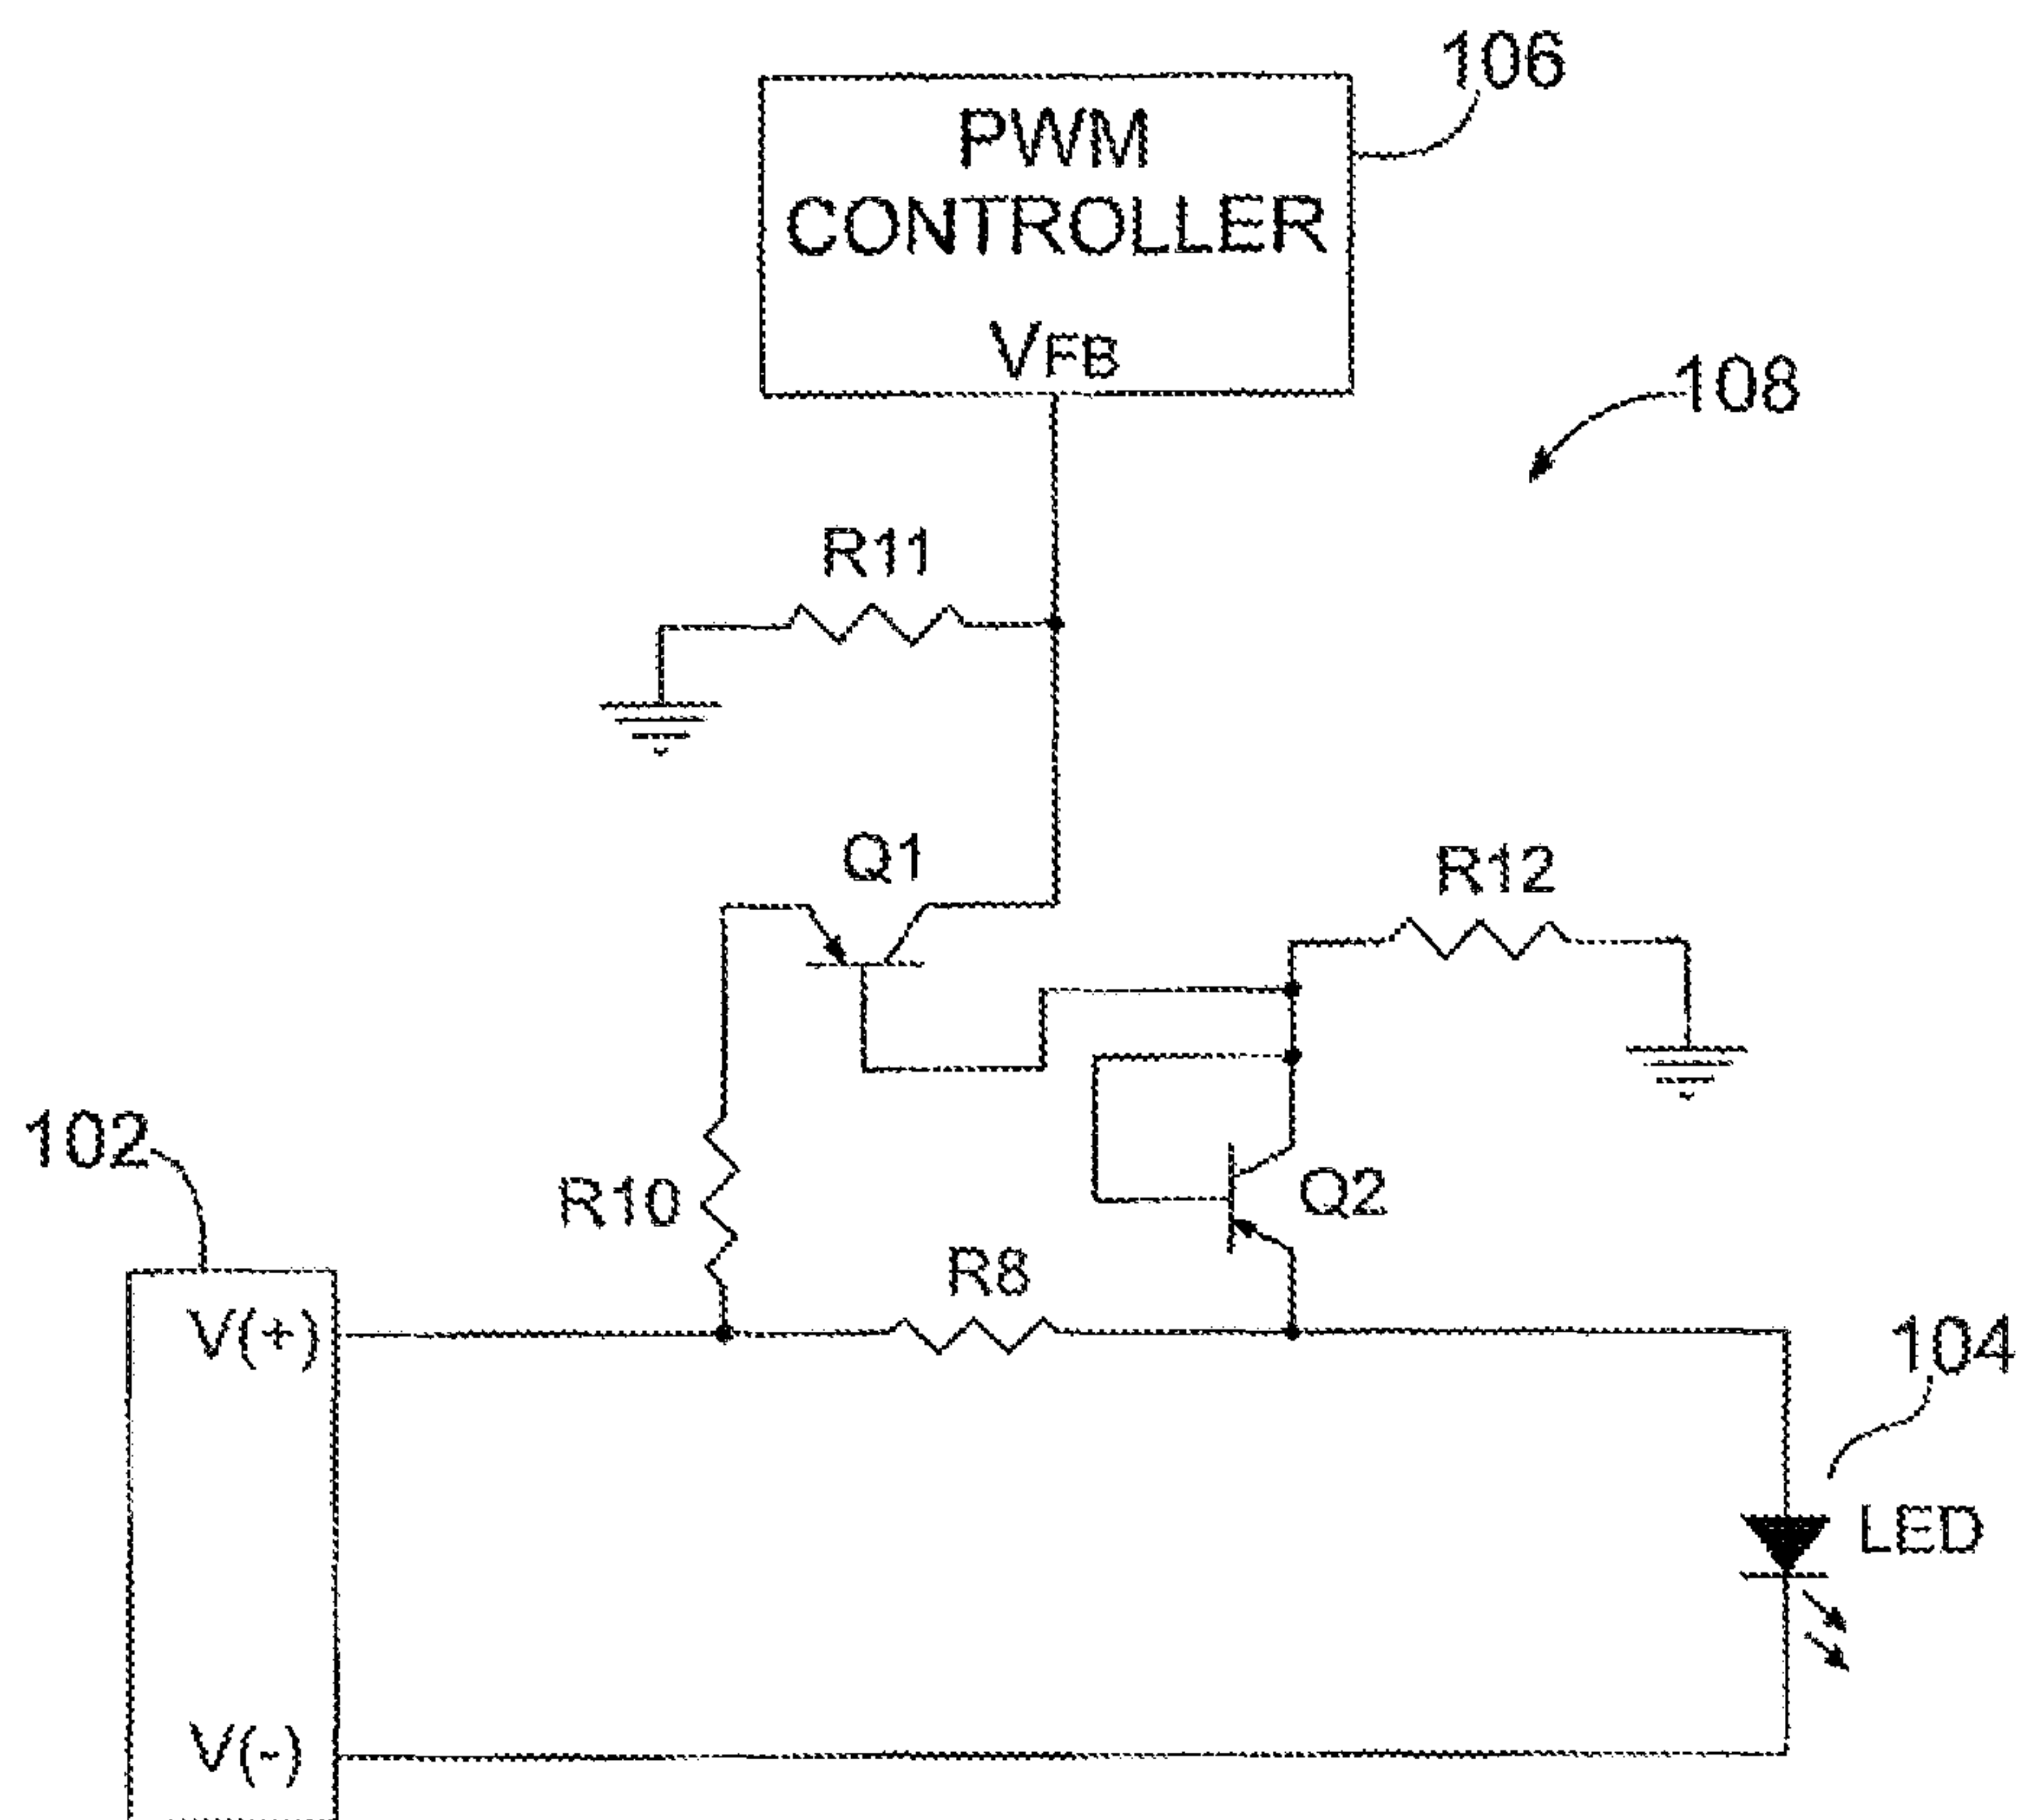 106
PWM
CONTROLLER
VFB
108
R11
Q1
R12
102
R10
Q2
R8
V(+)
104
LED
V(-)